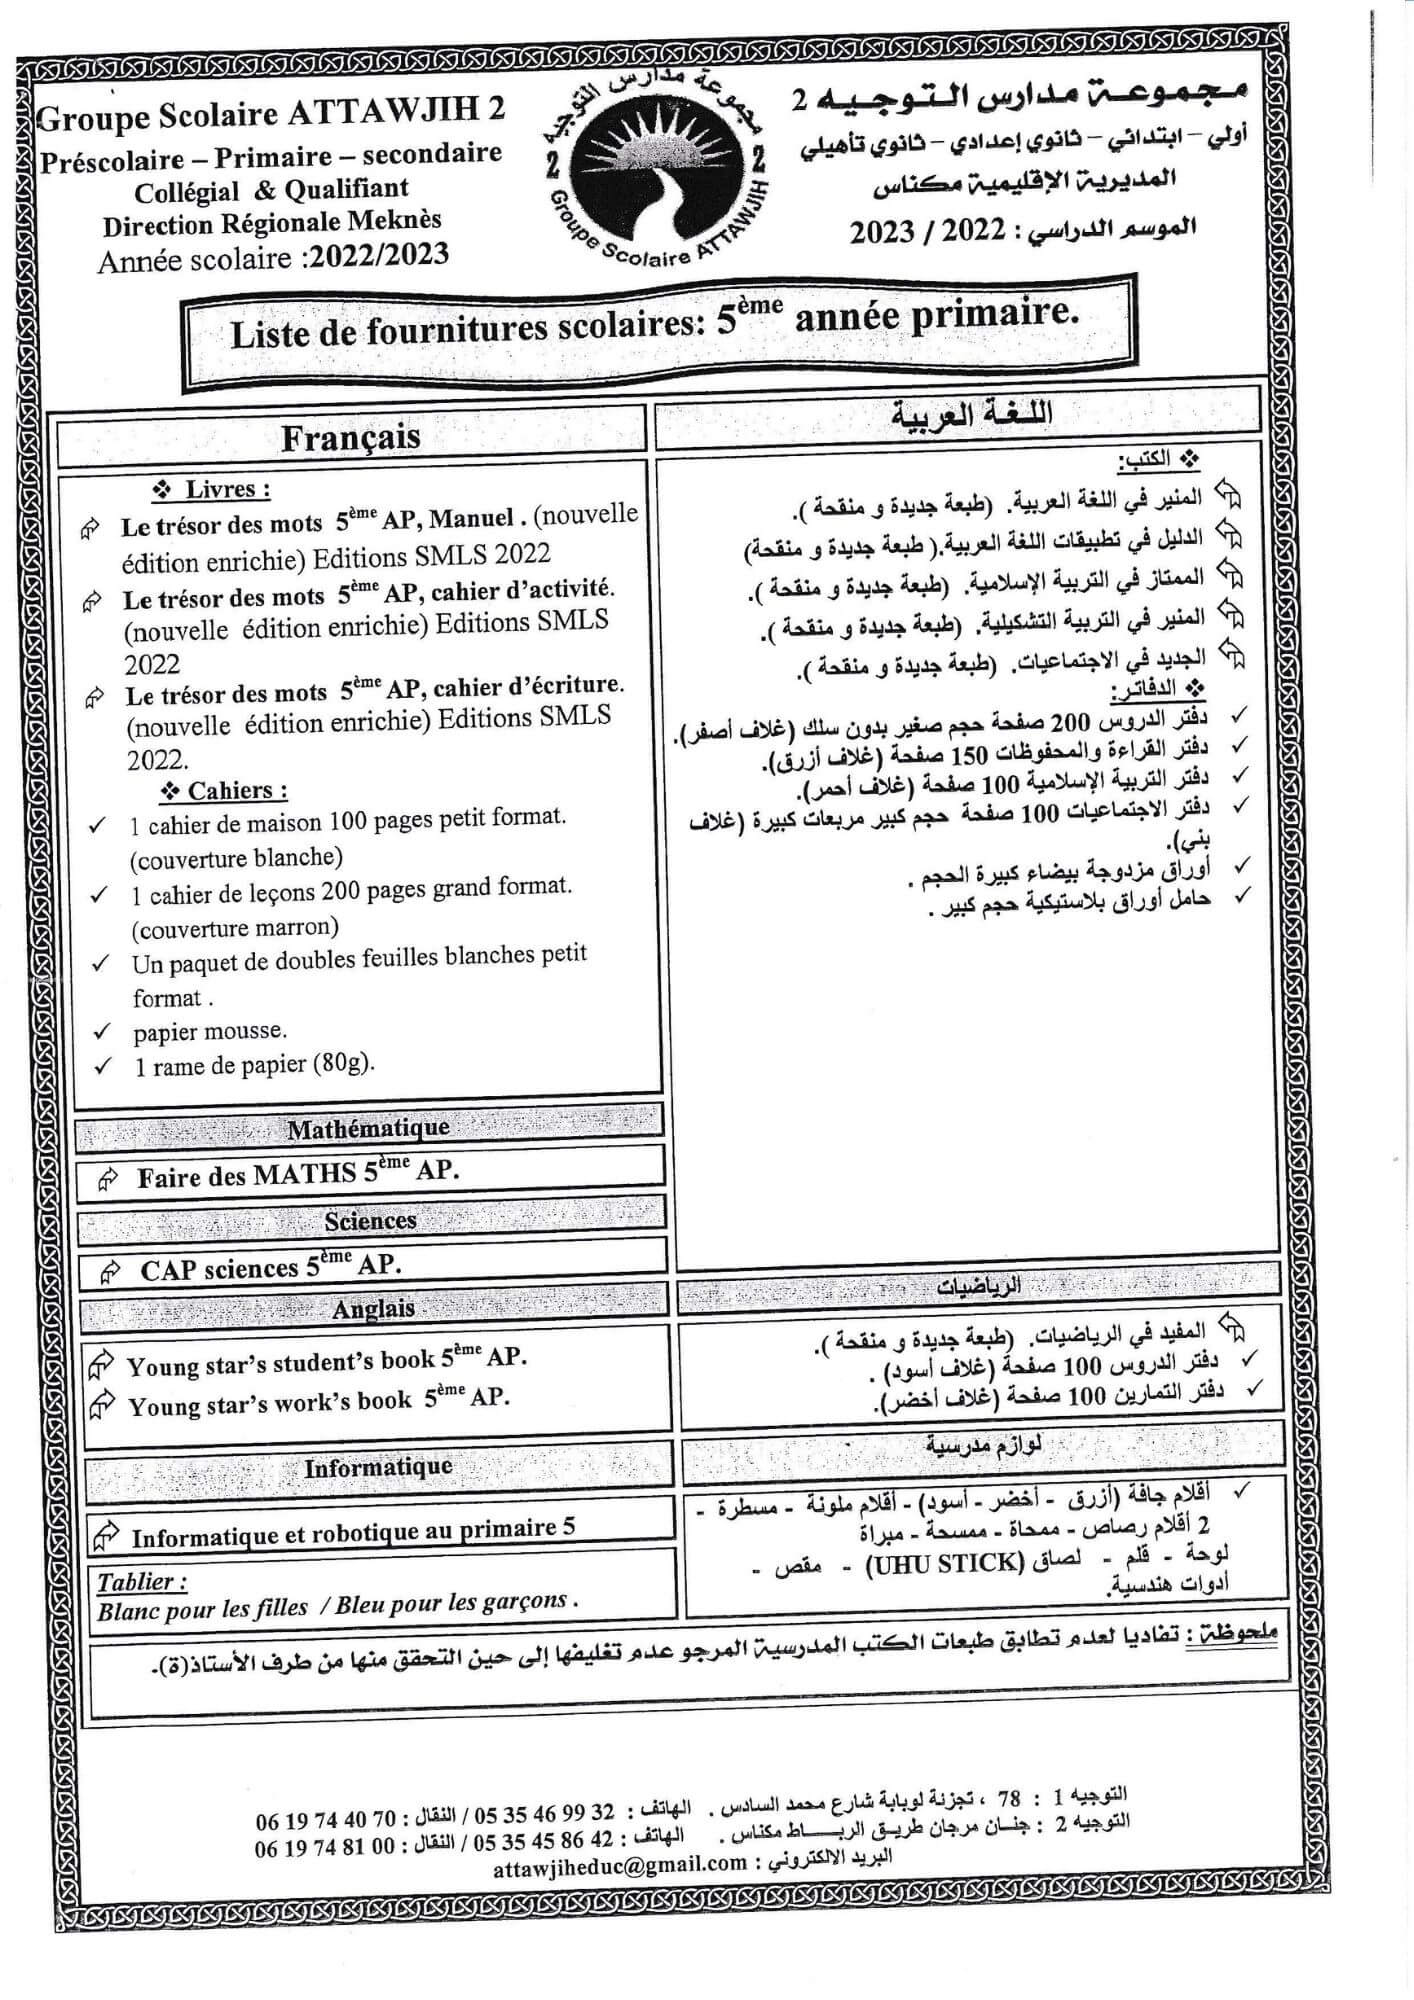 Groupe Scolaire ATTAWJIH 2
Préscolaire – Primaire – secondaire
Collégial & Qualifiant
Direction Régionale Meknès
Année scolaire :2022/2023
مجموعة مدارس التوجيه 2
Groupe Scolaire ATTAWJIH 2
مجموعة مدارس التوجيه 2
أولي – ابتدائي – ثانوي إعدادي – ثانوي تأهيلي
المديرية الإقليمية مكناس
الموسم الدراسي : 2022 / 2023
Liste de fournitures scolaires: 5ème année primaire.
Français
❖ Livres :
Le trésor des mots 5ème AP, Manuel . (nouvelle
édition enrichie) Editions SMLS 2022
Le trésor des mots 5ème AP, cahier d'activité.
(nouvelle édition enrichie) Editions SMLS
2022
Le trésor des mots 5ème AP, cahier d'écriture.
(nouvelle édition enrichie) Editions SMLS
2022.
❖ Cahiers :
✓ 1 cahier de maison 100 pages petit format.
(couverture blanche)
✓ 1 cahier de leçons 200 pages grand format.
(couverture marron)
✓ Un paquet de doubles feuilles blanches petit
format .
✓ papier mousse.
✓ 1 rame de papier (80g).
Mathématique
Faire des MATHS 5ème AP.
Sciences
CAP sciences 5ème AP.
Anglais
Young star's student's book 5ème AP.
Young star's work's book 5ème AP.
Informatique
Informatique et robotique au primaire 5
Tablier :
Blanc pour les filles / Bleu pour les garçons .
اللغة العربية
❖ الكتب:
المنير في اللغة العربية. (طبعة جديدة و منقحة ).
الدليل في تطبيقات اللغة العربية.( طبعة جديدة و منقحة)
الممتاز في التربية الإسلامية. (طبعة جديدة و منقحة ).
المنير في التربية التشكيلية. (طبعة جديدة و منقحة ).
الجديد في الاجتماعيات. (طبعة جديدة و منقحة ).
❖ الدفاتر:
✓ دفتر الدروس 200 صفحة حجم صغير بدون سلك (غلاف أصفر).
✓ دفتر القراءة والمحفوظات 150 صفحة (غلاف أزرق).
✓ دفتر التربية الإسلامية 100 صفحة (غلاف أحمر).
✓ دفتر الاجتماعيات 100 صفحة حجم كبير مربعات كبيرة (غلاف
بني).
✓ أوراق مزدوجة بيضاء كبيرة الحجم .
✓ حامل أوراق بلاستيكية حجم كبير .
الرياضيات
المفيد في الرياضيات. (طبعة جديدة و منقحة ).
✓ دفتر الدروس 100 صفحة (غلاف أسود) .
✓ دفتر التمارين 100 صفحة (غلاف أخضر).
لوازم مدرسية
✓ أقلام جافة (أزرق - أخضر - أسود) - أقلام ملونة - مسطرة -
2 أقلام رصاص - ممحاة - ممسحة - مبراة
لوحة - قلم - لصاق (UHU STICK) - مقص -
أدوات هندسية.
ملحوظة : تفاديا لعدم تطابق طبعات الكتب المدرسية المرجو عدم تغليفها إلى حين التحقق منها من طرف الأستاذ(ة).
التوجيه 1 : 78 ، تجزئة لوبابة شارع محمد السادس . الهاتف : 05 35 46 99 32 / النقال : 06 19 74 40 70
التوجيه 2 : جنان مرجان طريق الرباط مكناس . الهاتف : 05 35 45 86 42 / النقال : 06 19 74 81 00
البريد الالكتروني : attawjiheduc@gmail.com